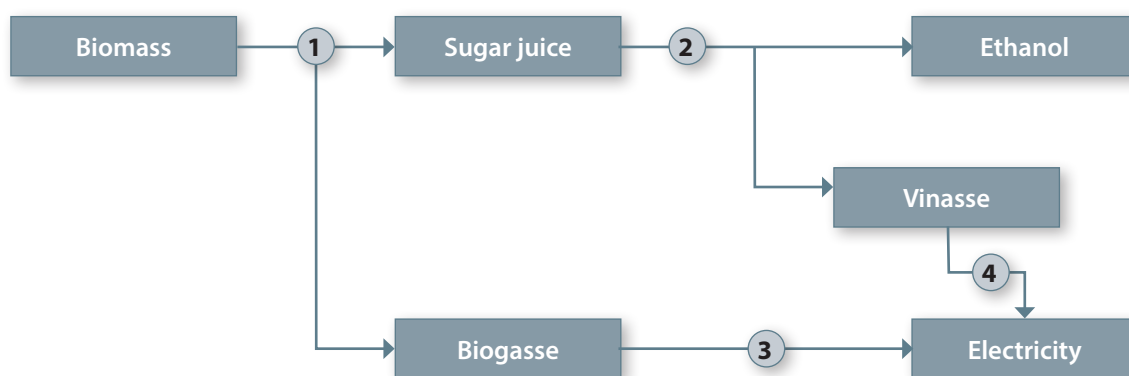 Biomass
1
Sugar juice
2
Ethanol
Vinasse
4
Biogasse
3
Electricity